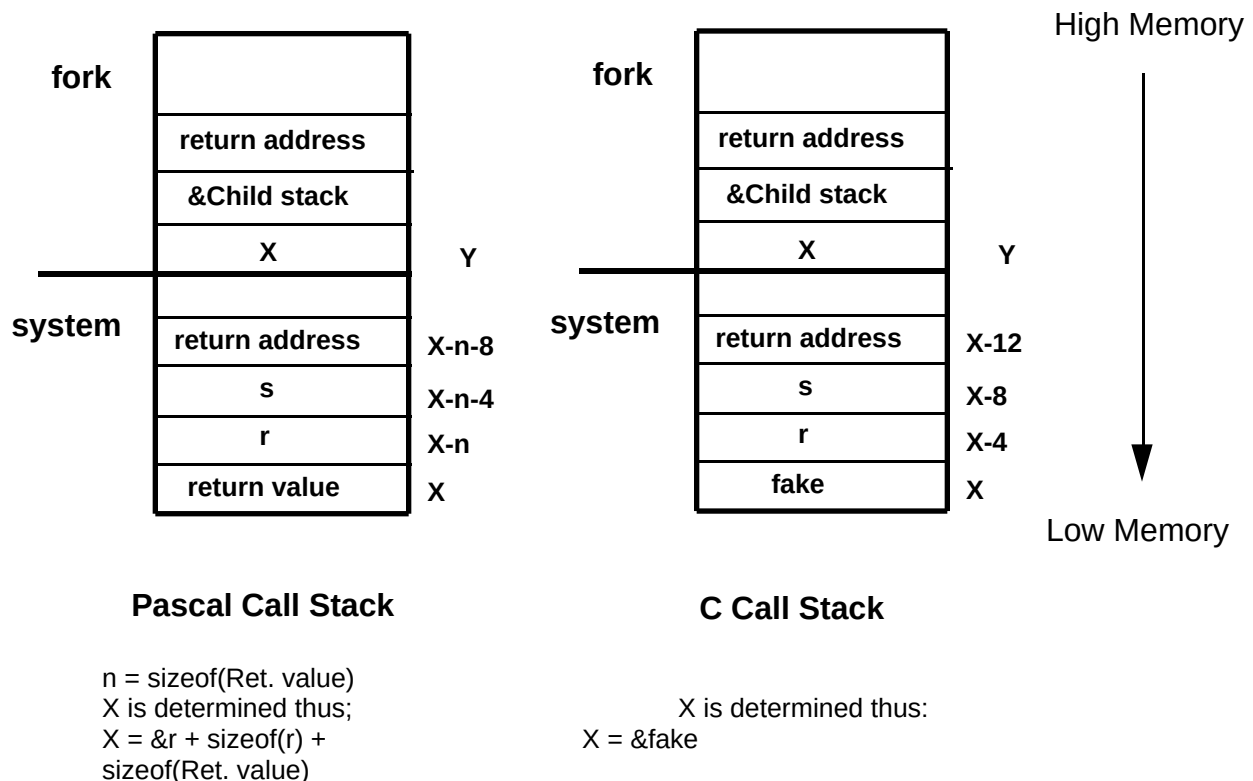 High Memory
fork
return address
&Child stack
X
Y
system
return address
X-n-8
s
X-n-4
r
X-n
return value
X
Pascal Call Stack
n = sizeof(Ret. value)
X is determined thus;
X = &r + sizeof(r) +
sizeof(Ret. value)
fork
return address
&Child stack
X
Y
system
return address
X-12
s
X-8
r
X-4
fake
X
C Call Stack
X is determined thus:
X = &fake
Low Memory